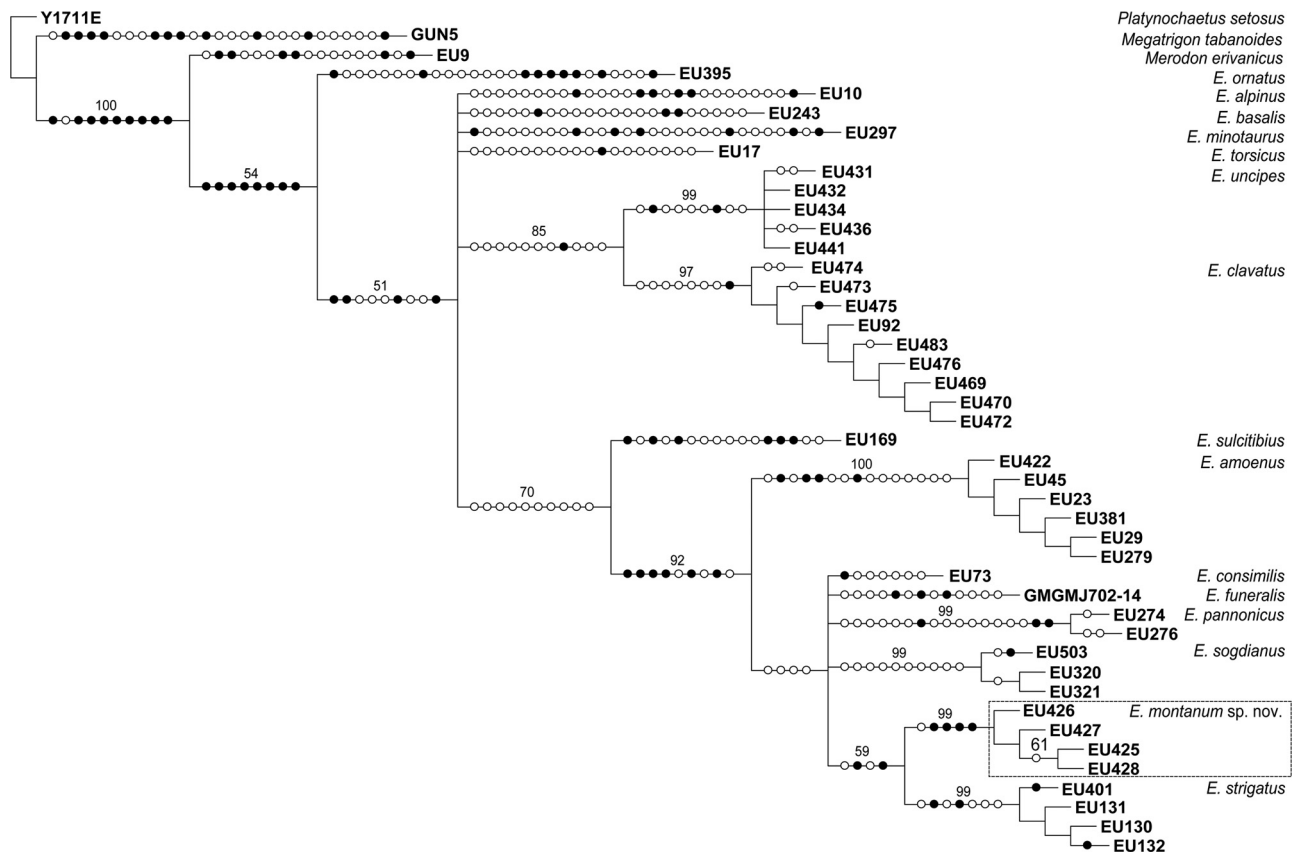 Y1711E Platynochaetus setosus
GUN5 Megatrigon tabanoides
EU9 Merodon erivanicus
EU395 E. ornatus
EU10 E. alpinus
100
EU243 E. basalis
EU297 E. minotaurus
EU17 E. torsicus
54
EU431 E. uncipes
EU432
99
EU434
EU436
85
EU441
EU474 E. clavatus
97
EU473
51
EU475
EU92
EU483
EU476
EU469
EU470
EU472
EU169 E. sulcitibius
EU422 E. amoenus
100
EU45
70
EU23
EU381
EU29
92
EU279
EU73 E. consimilis
GMGMJ702-14 E. funeralis
99
EU274 E. pannonicus
EU276
99
EU503 E. sogdianus
EU320
EU321
99
EU426 E. montanum sp. nov.
EU427
61
EU425
59
EU428
99
EU401 E. strigatus
EU131
EU130
EU132